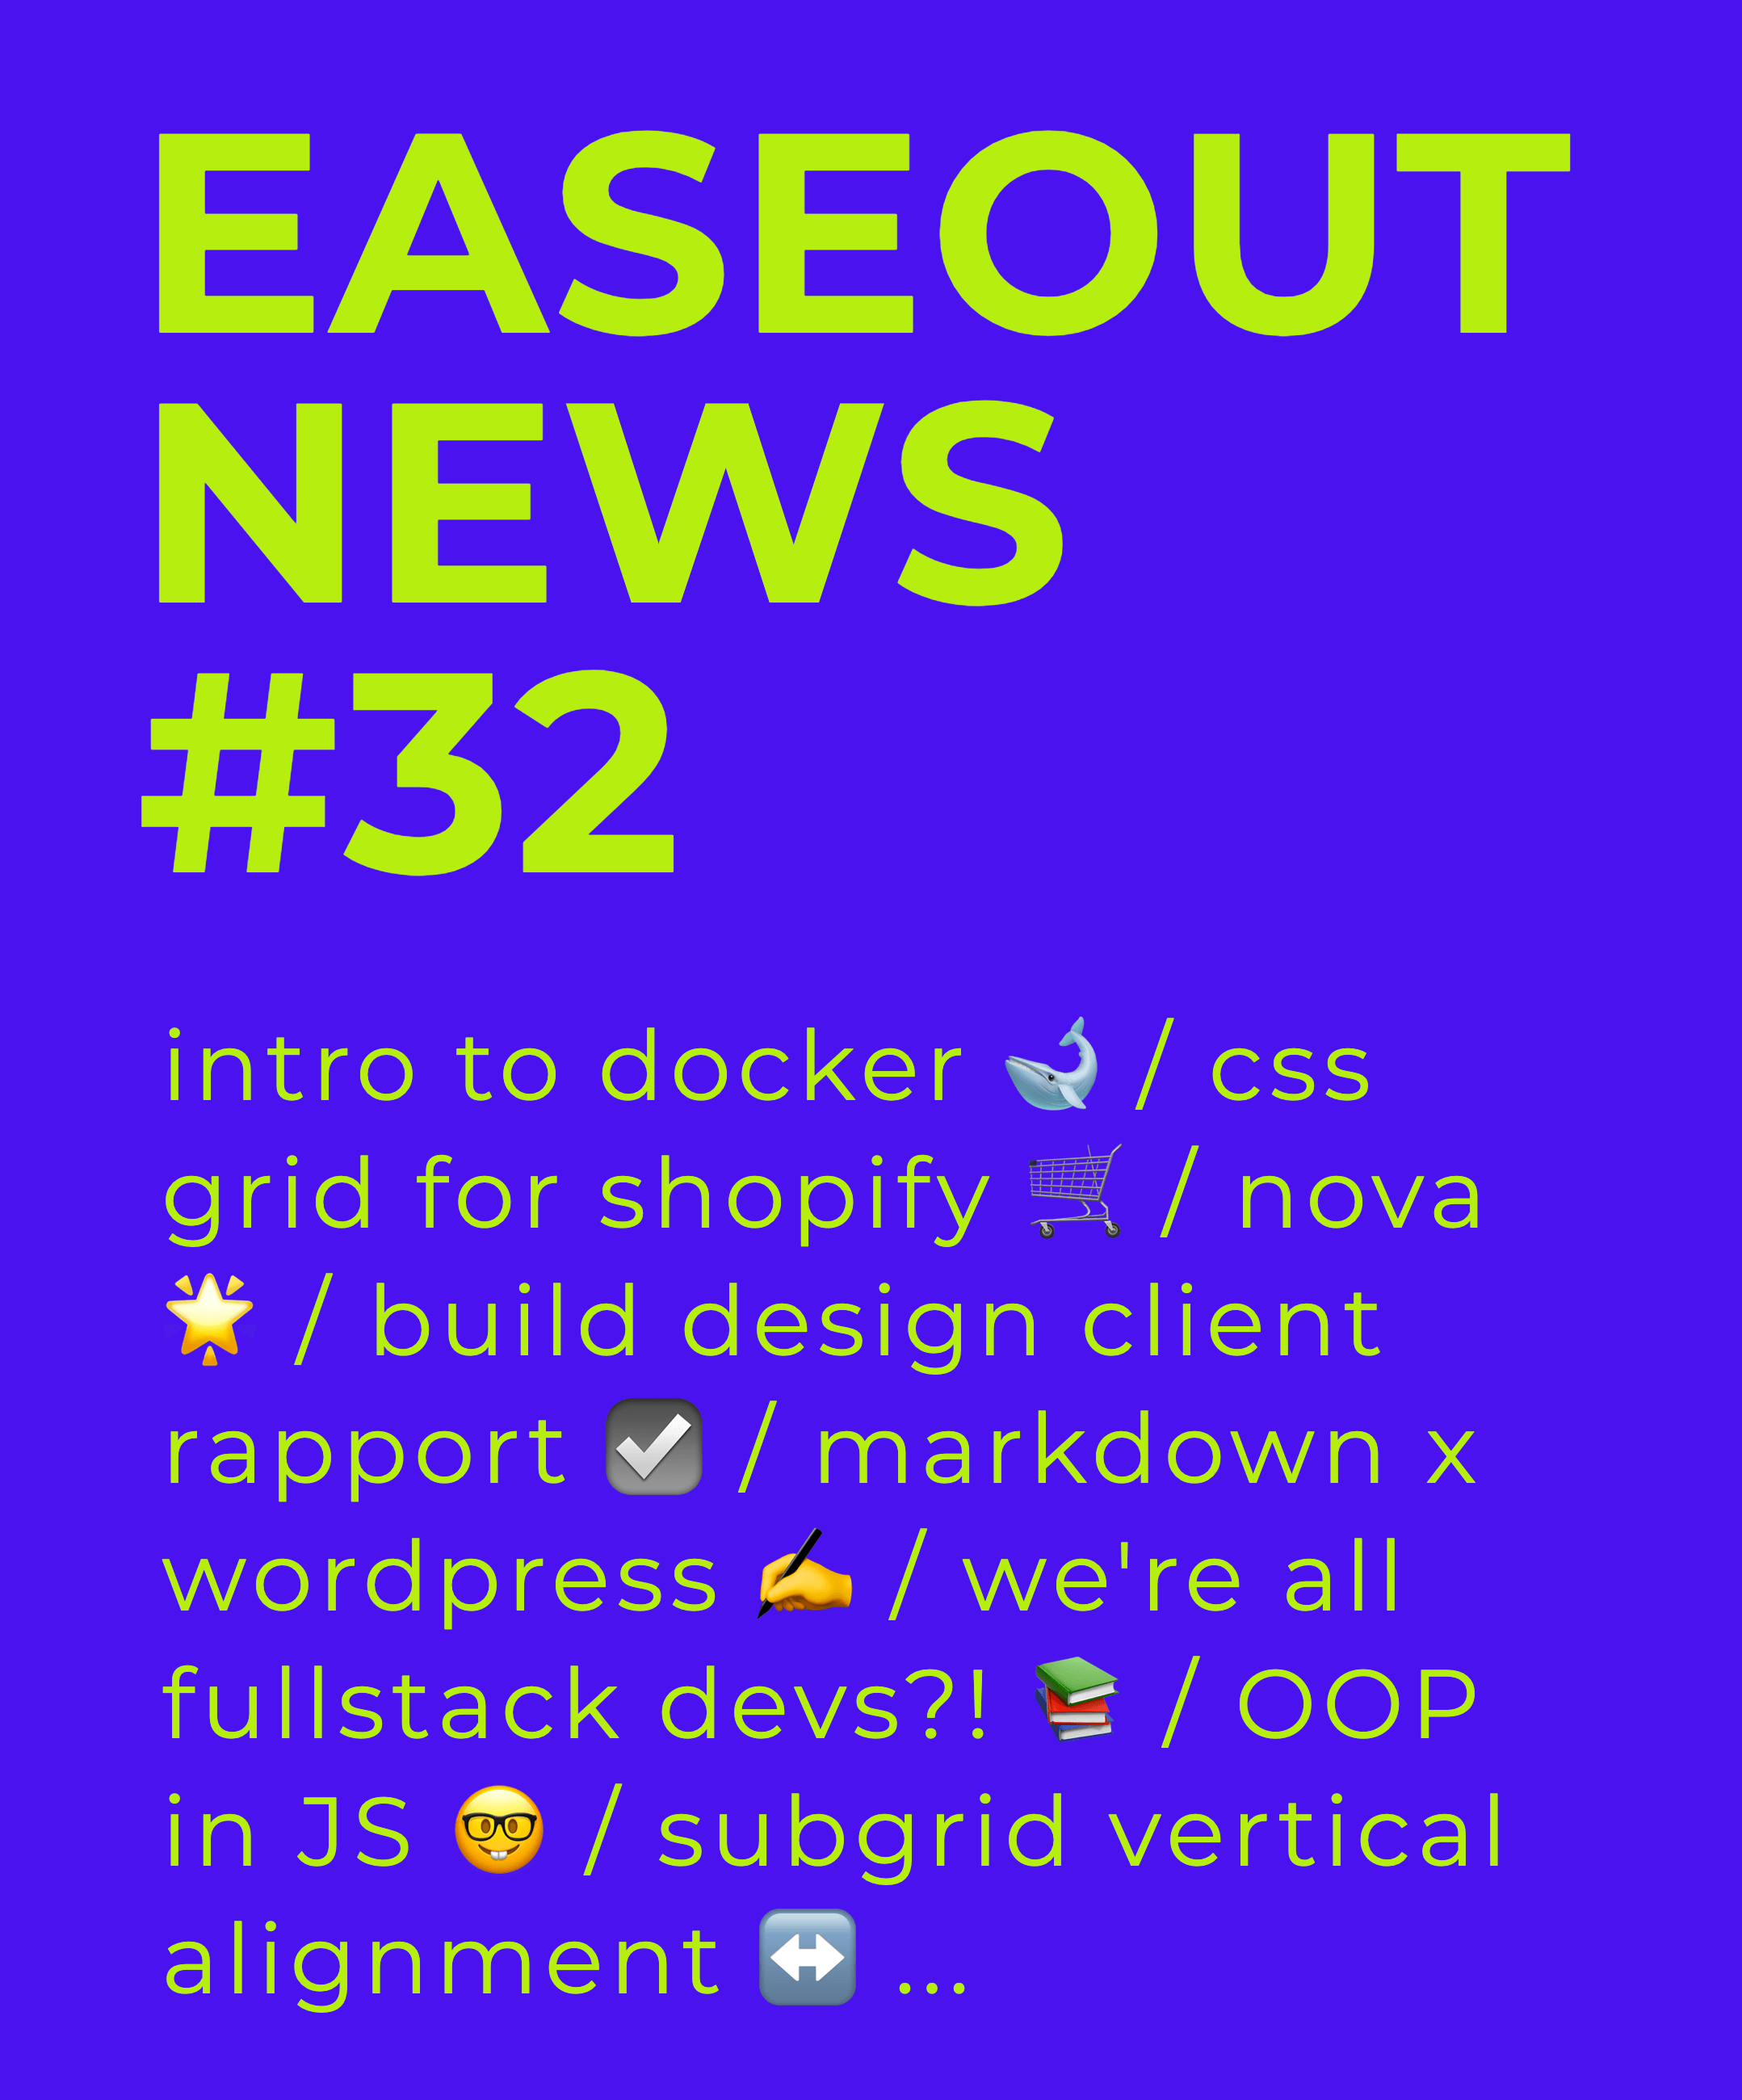 EASEOUT
NEWS
#32
intro to docker 🐋 / css
grid for shopify 🛒 / nova
🌟 / build design client
rapport ☑️ / markdown x
wordpress ✍️ / we're all
fullstack devs?! 📚 / OOP
in JS 🤓 / subgrid vertical
alignment ↔️ ...